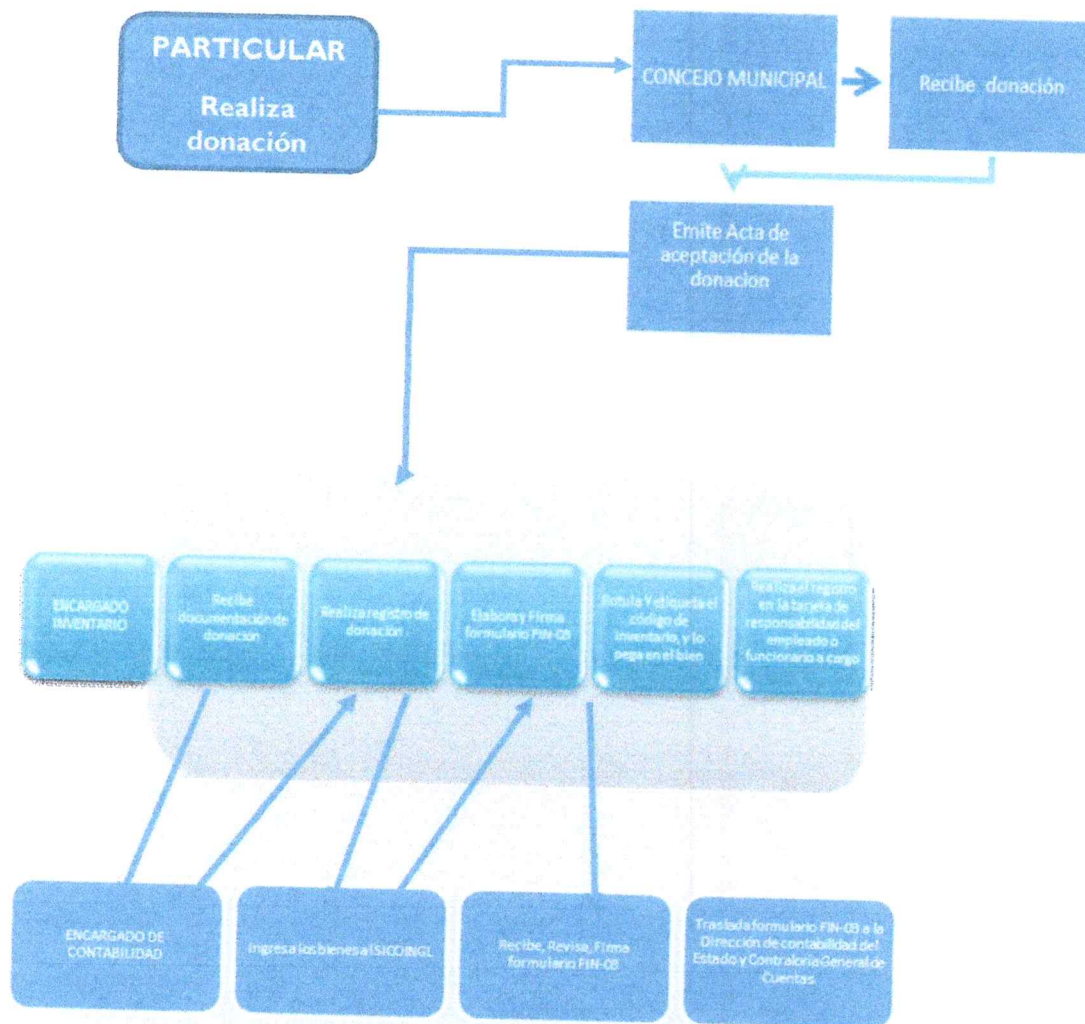 PARTICULAR
Realiza
donación
CONCEJO MUNICIPAL
Recibe donación
Emite Acta de
aceptación de la
donacion
ENCARGADO
INVENTARIO
Recibe
documentación de
donación
Realiza registro de
donación
Elabora y Firma
formulario FIN-03
Rotula Y etiqueta el
código de
inventario, y lo
pega en el bien
Realiza el registro
en la tarjeta de
responsabilidad del
empleado o
funcionario a cargo
ENCARGADO DE
CONTABILIDAD
Ingresa los bienes al SICOINGL
Recibe, Revisa, Firma
formulario FIN-03
Traslada formulario FIN-03 a la
Dirección de contabilidad del
Estado y Contraloría General de
Cuentas